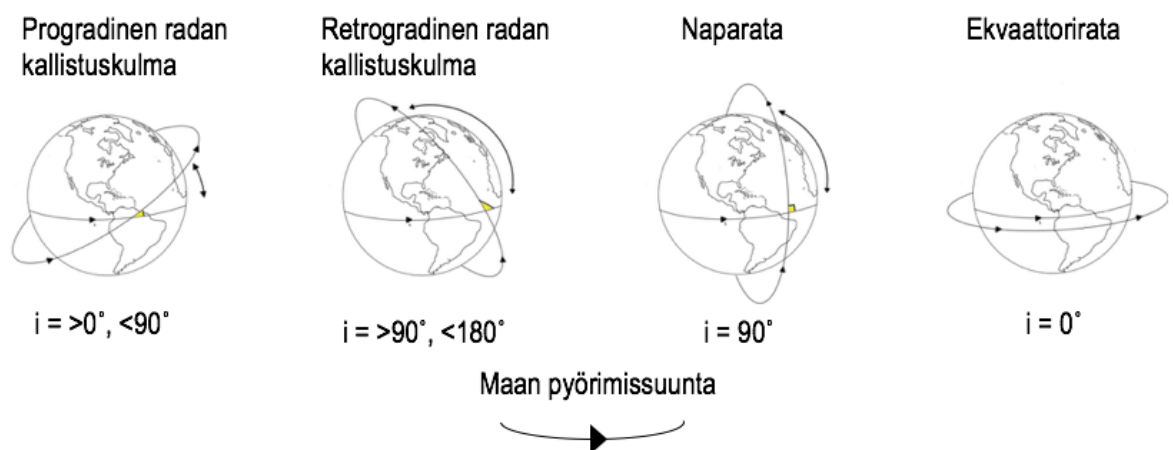 Progradinen radan
kallistuskulma
Retrogradinen radan
kallistuskulma
Naparata
Ekvaattorirata
i = >0˚, <90˚
i = >90˚, <180˚
i = 90˚
i = 0˚
Maan pyörimissuunta